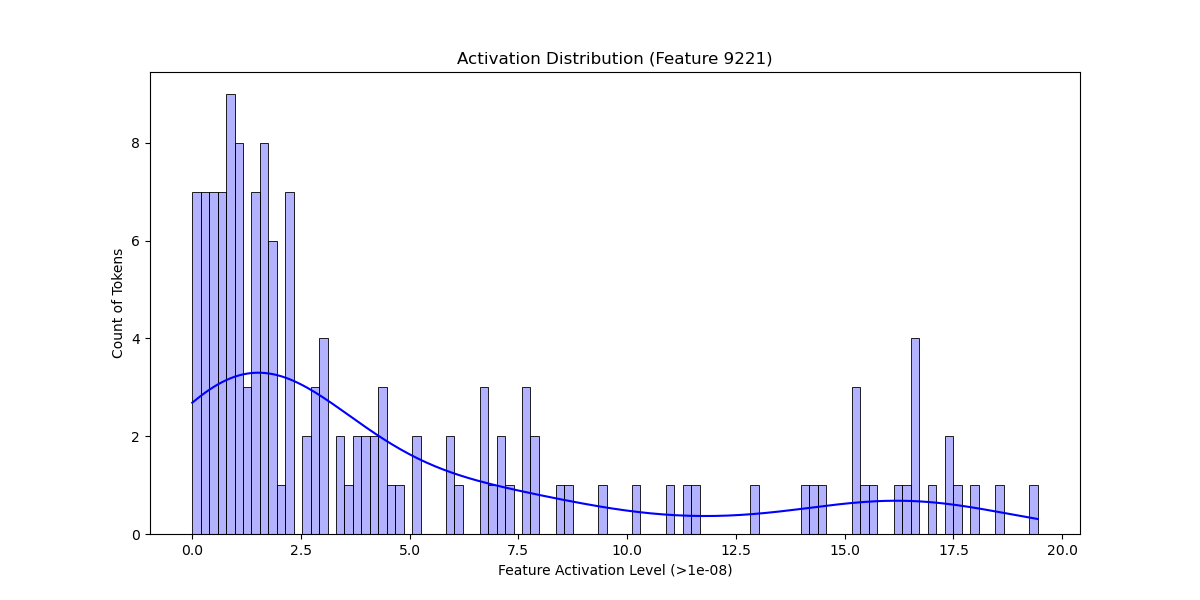 Activation Distribution (Feature 9221)
Count of Tokens
8
6
4
2
0
0.0 2.5 5.0 7.5 10.0 12.5 15.0 17.5 20.0
Feature Activation Level (>1e-08)